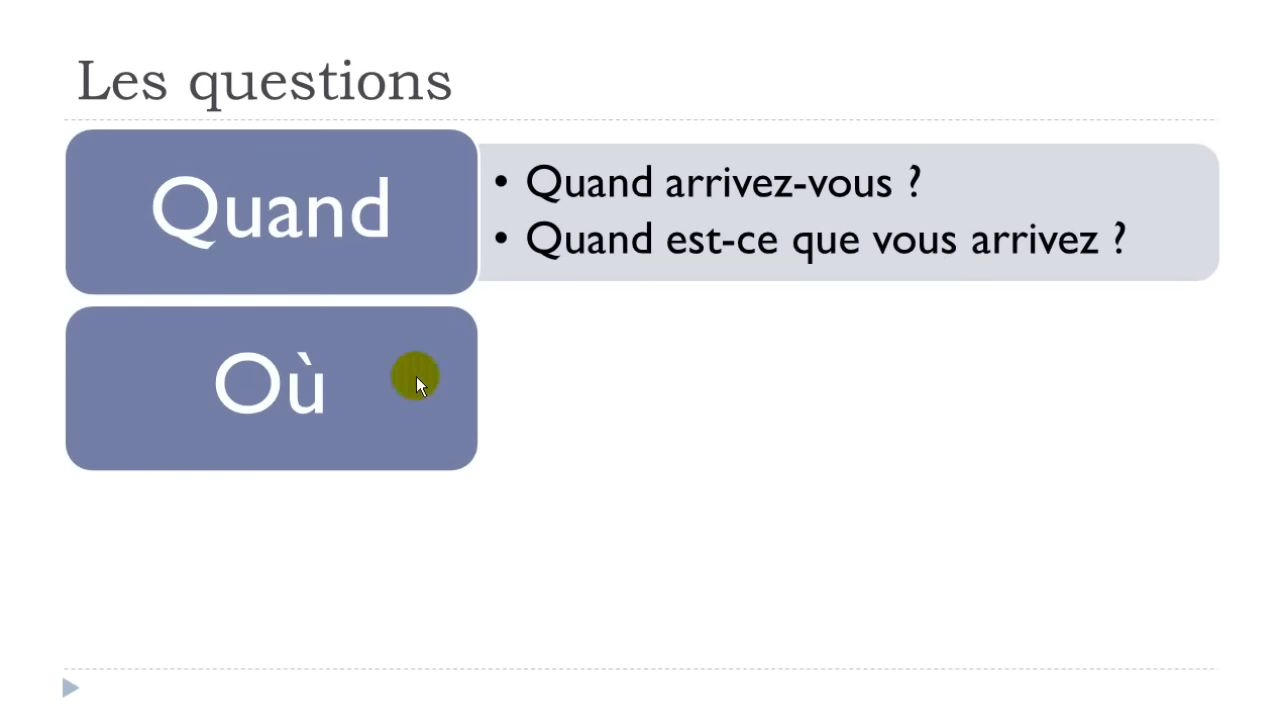 Les questions
Quand
• Quand arrivez-vous ?
• Quand est-ce que vous arrivez ?
Où